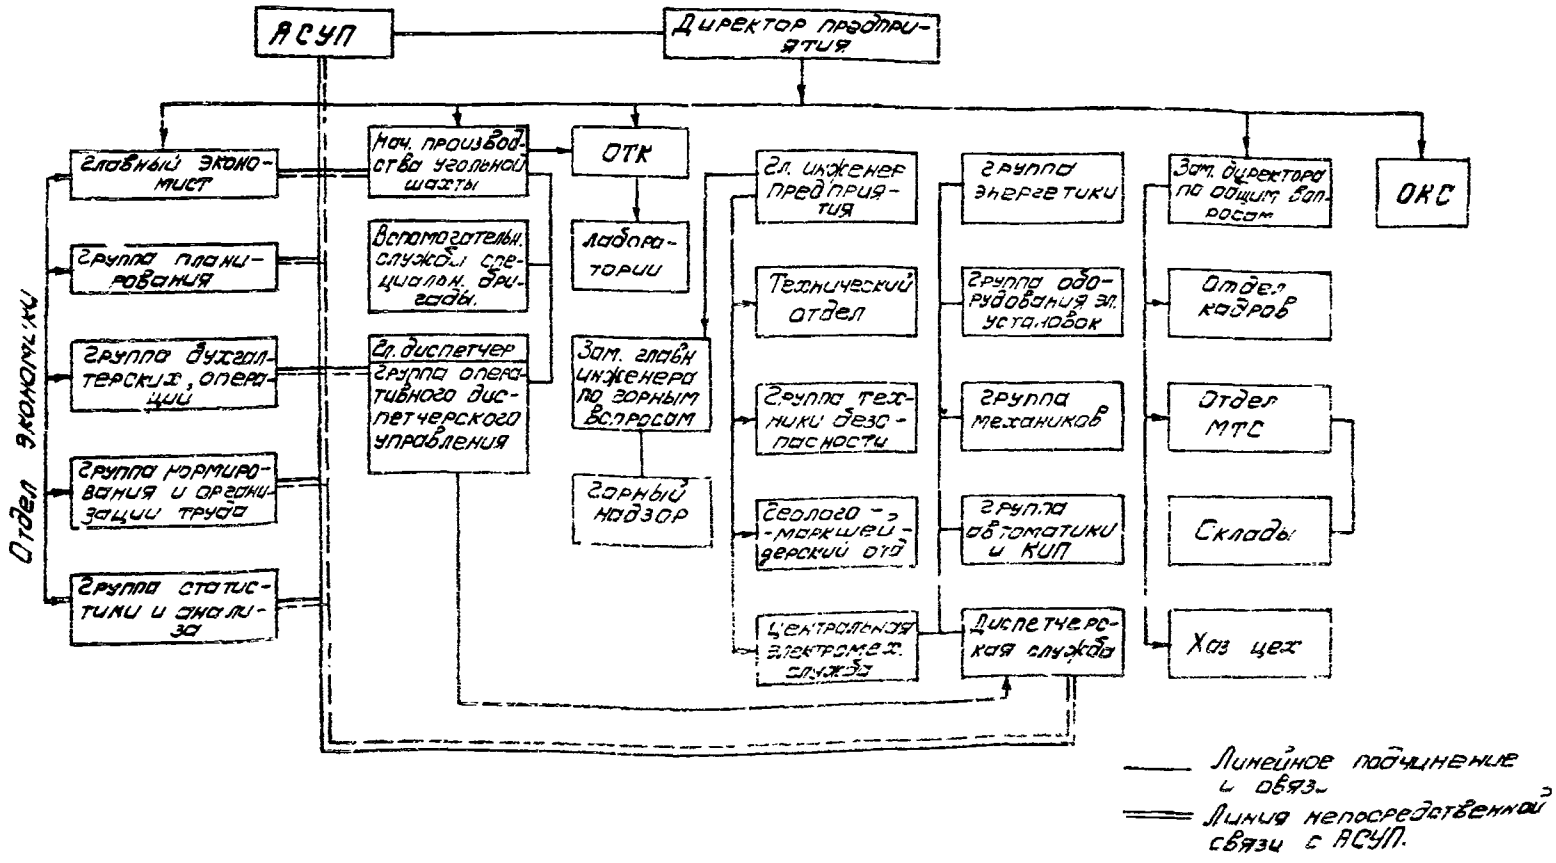 АСУП
Директор предпри-
ятия
Главный эконо-
мист
Группа плани-
рования
Группа бухгал-
терских, опера-
ций
Группа нормиро-
вания и органи-
зации труда
Группа статис-
тики и анали-
за
Отдел экономики
Нач. производ-
ства угольной
шахты
Вспомогательн.
службы спе-
циальн. бри-
гады.
Гл. диспетчер
Группа опера-
тивного дис-
петчерского
управления
ОТК
Лабора-
тории
Зам. главн
инженера
по горным
вопросам
Горный
надзор
Гл. инженер
предприя-
тия
Технический
отдел
Группа тех-
ники безо-
пасности
Геолого-
-маркшей-
дерский отд
Центральная
электромех.
служба
Группа
энергетики
Группа обо-
рудования эл.
установок
Группа
механиков
Группа
автоматики
и КИП
Диспетчерс-
кая служба
Зам. директора
по общим воп-
росам
Отдел
кадров
Отдел
МТС
Склады
Хоз цех
ОКС
Линейное подчинение
и связь
Линия непосредственной
связи с АСУП.